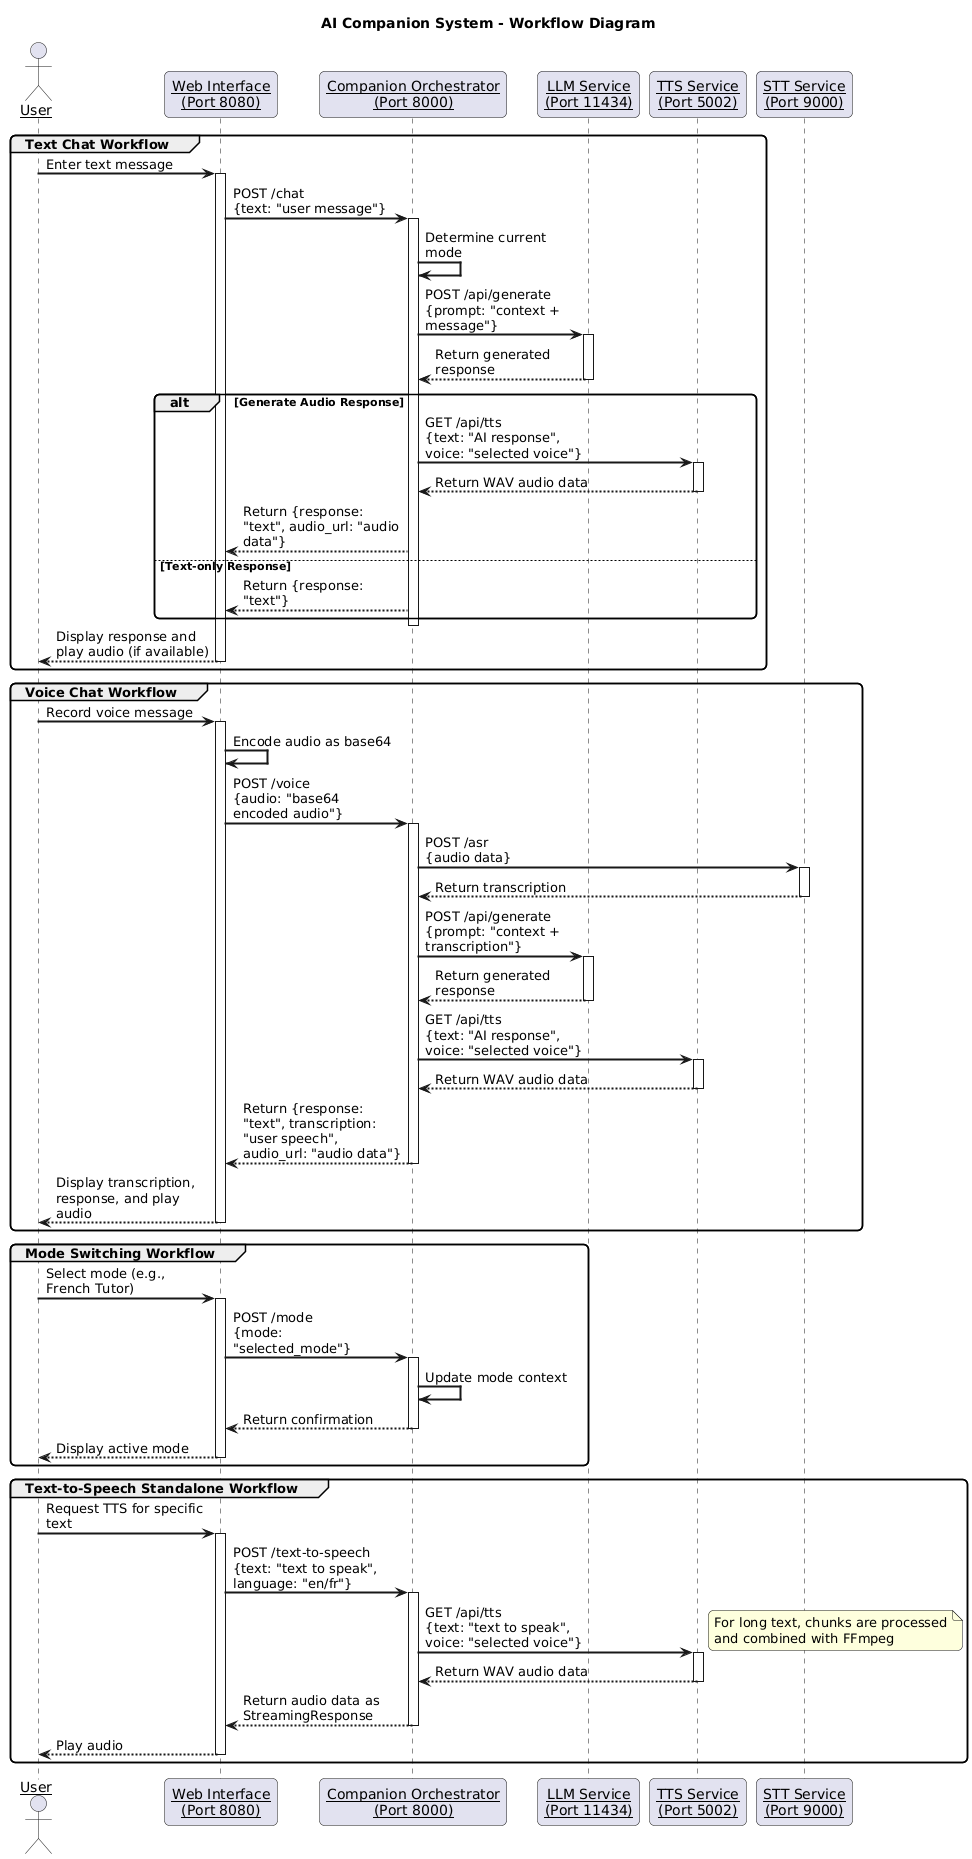 AI Companion System - Workflow Diagram
User
Web Interface
(Port 8080)
Companion Orchestrator
(Port 8000)
LLM Service
(Port 11434)
TTS Service
(Port 5002)
STT Service
(Port 9000)
Text Chat Workflow
Enter text message
POST /chat
{text: "user message"}
Determine current
mode
POST /api/generate
{prompt: "context +
message"}
Return generated
response
alt
[Generate Audio Response]
GET /api/tts
{text: "AI response",
voice: "selected voice"}
Return WAV audio data
Return {response:
"text", audio_url: "audio
data"}
[Text-only Response]
Return {response:
"text"}
Display response and
play audio (if available)
Voice Chat Workflow
Record voice message
Encode audio as base64
POST /voice
{audio: "base64
encoded audio"}
POST /asr
{audio data}
Return transcription
POST /api/generate
{prompt: "context +
transcription"}
Return generated
response
GET /api/tts
{text: "AI response",
voice: "selected voice"}
Return WAV audio data
Return {response:
"text", transcription:
"user speech",
audio_url: "audio data"}
Display transcription,
response, and play
audio
Mode Switching Workflow
Select mode (e.g.,
French Tutor)
POST /mode
{mode:
"selected_mode"}
Update mode context
Return confirmation
Display active mode
Text-to-Speech Standalone Workflow
Request TTS for specific
text
POST /text-to-speech
{text: "text to speak",
language: "en/fr"}
GET /api/tts
{text: "text to speak",
voice: "selected voice"}
For long text, chunks are processed
and combined with FFmpeg
Return WAV audio data
Return audio data as
StreamingResponse
Play audio
User
Web Interface
(Port 8080)
Companion Orchestrator
(Port 8000)
LLM Service
(Port 11434)
TTS Service
(Port 5002)
STT Service
(Port 9000)